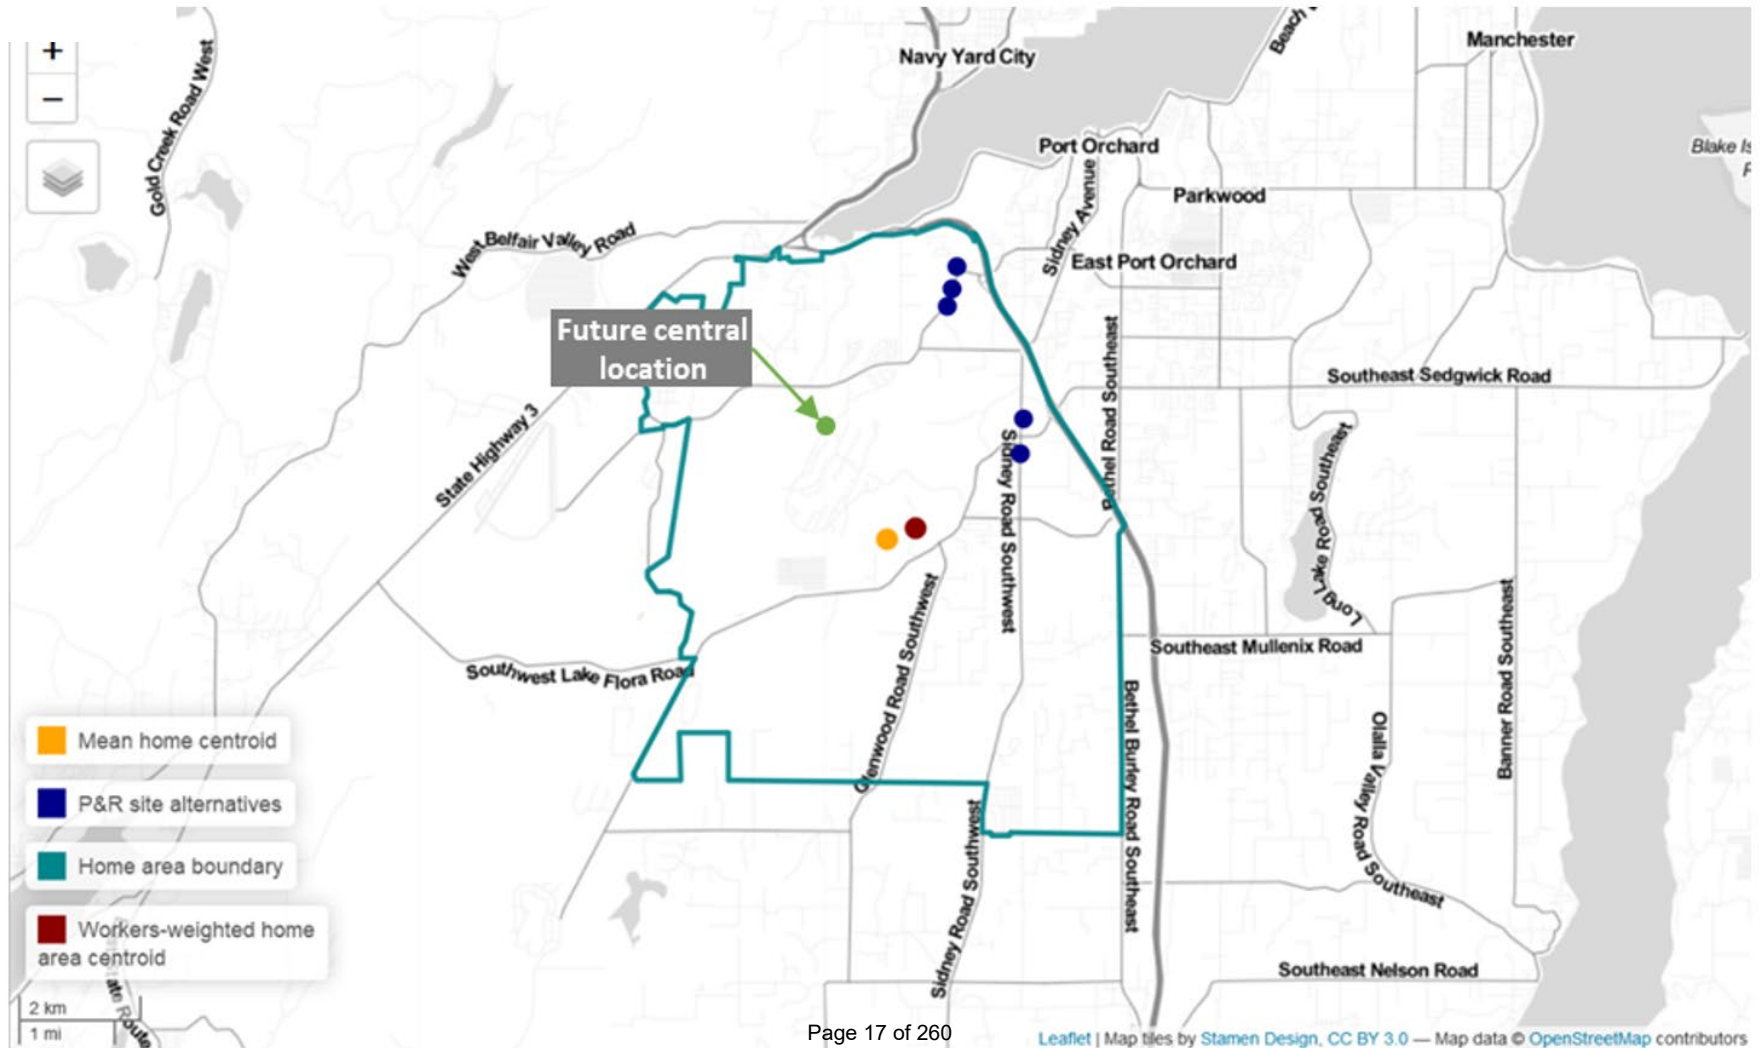 +
−
Gold Creek Road West
Navy Yard City
Beach
Manchester
Port Orchard
Blake Is
Parkwood
Sidney Avenue
West Belfair Valley Road
East Port Orchard
Future central
location
Bethel Road Southeast
Southeast Sedgwick Road
State Highway 3
Sidney Road Southwest
Long Lake Road Southeast
Glenwood Road Southwest
Southeast Mullenix Road
Banner Road Southeast
Southwest Lake Flora Road
Bethel Burley Road Southeast
Olalla Valley Road Southeast
Mean home centroid
P&R site alternatives
Home area boundary
Workers-weighted home
area centroid
Sidney Road Southwest
Southeast Nelson Road
State Route
2 km
1 mi
Page 17 of 260
Leaflet | Map tiles by Stamen Design, CC BY 3.0 — Map data © OpenStreetMap contributors